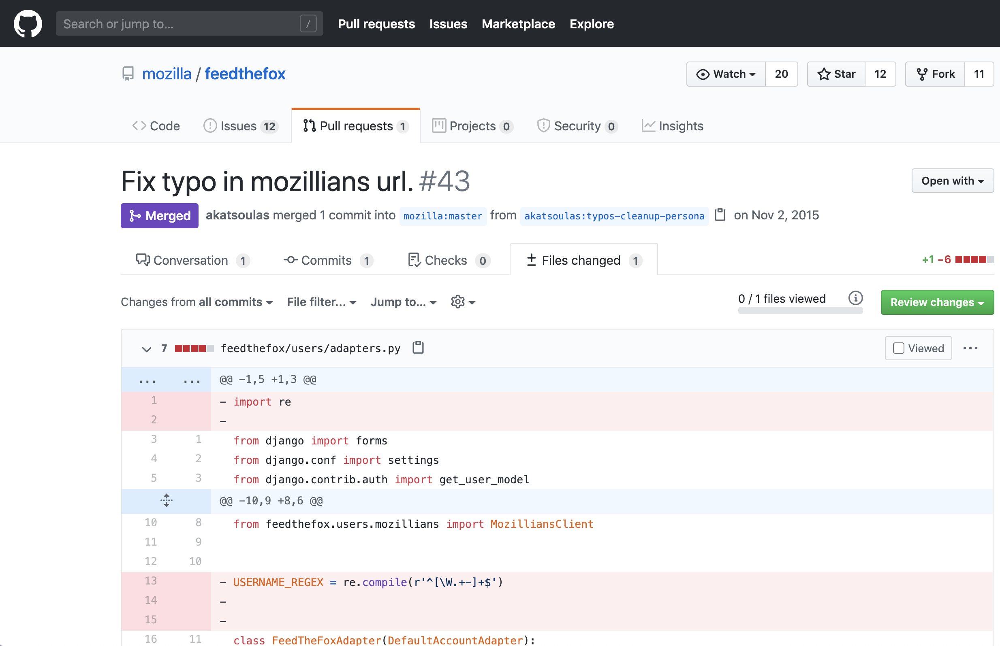 Search or jump to... / Pull requests Issues Marketplace Explore
mozilla / feedthefox Watch 20 Star 12 Fork 11
Code Issues 12 Pull requests 1 Projects 0 Security 0 Insights
Fix typo in mozillians url. #43 Open with
Merged akatsoulas merged 1 commit into mozilla:master from akatsoulas:typos-cleanup-persona on Nov 2, 2015
Conversation 1 Commits 1 Checks 0 Files changed 1 +1 −6
Changes from all commits File filter... Jump to... 0 / 1 files viewed Review changes
7 feedthefox/users/adapters.py Viewed ...
... ... @@ -1,5 +1,3 @@
1 - import re
2 -
3 1 from django import forms
4 2 from django.conf import settings
5 3 from django.contrib.auth import get_user_model
@@ -10,9 +8,6 @@
10 8 from feedthefox.users.mozillians import MozilliansClient
11 9
12 10
13 - USERNAME_REGEX = re.compile(r'^[\W.+-]+$')
14 -
15 -
16 11 class FeedTheFoxAdapter(DefaultAccountAdapter):